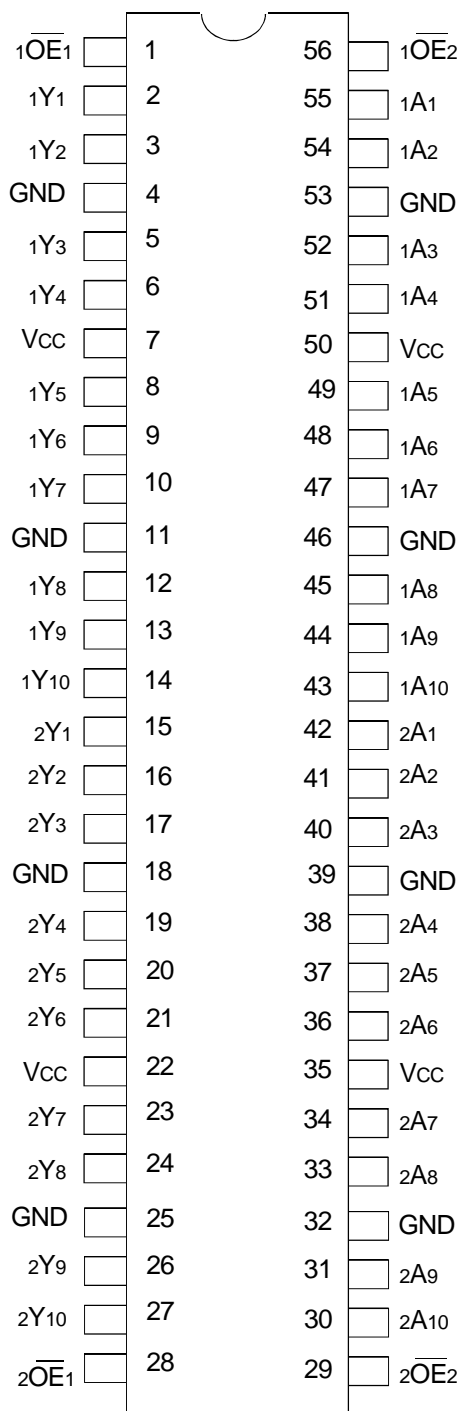 1OE1 1 56 1OE2
1Y1 2 55 1A1
1Y2 3 54 1A2
GND 4 53 GND
1Y3 5 52 1A3
1Y4 6 51 1A4
VCC 7 50 VCC
1Y5 8 49 1A5
1Y6 9 48 1A6
1Y7 10 47 1A7
GND 11 46 GND
1Y8 12 45 1A8
1Y9 13 44 1A9
1Y10 14 43 1A10
2Y1 15 42 2A1
2Y2 16 41 2A2
2Y3 17 40 2A3
GND 18 39 GND
2Y4 19 38 2A4
2Y5 20 37 2A5
2Y6 21 36 2A6
VCC 22 35 VCC
2Y7 23 34 2A7
2Y8 24 33 2A8
GND 25 32 GND
2Y9 26 31 2A9
2Y10 27 30 2A10
2OE1 28 29 2OE2